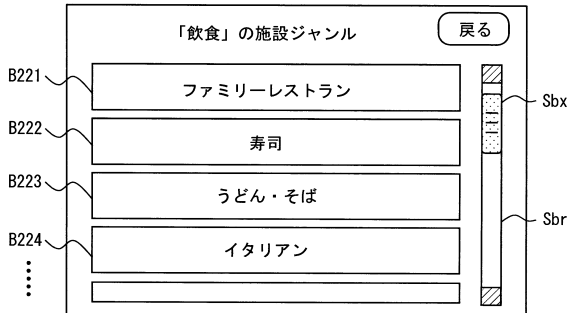 「飲食」の施設ジャンル
戻る
B221
ファミリーレストラン
Sbx
B222
寿司
B223
うどん・そば
Sbr
B224
イタリアン